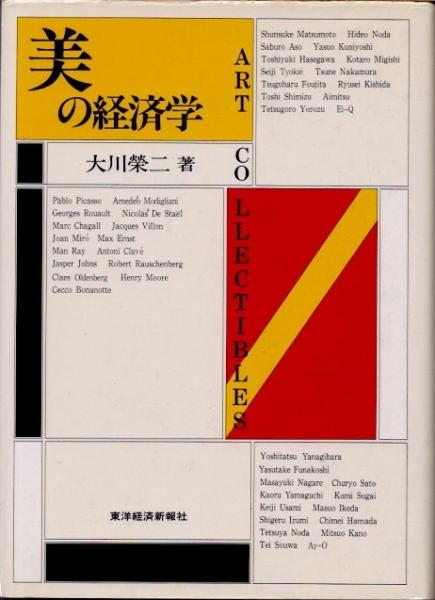 美
の経済学
大川榮二 著
ART COLLECTIBLES
Shunsuke Matsumoto Hideo Noda
Saburo Aso Yasuo Kuniyoshi
Toshiyuki Hasegawa Kotaro Migishi
Seiji Tyokai Tsune Nakamura
Tsuguharu Foujita Ryusei Kishida
Toshi Shimizu Aimitsu
Tetsugoro Yorozu Ei-Q
Pablo Picasso Amedeo Modigliani
Georges Rouault Nicolas De Staël
Marc Chagall Jacques Villon
Joan Miró Max Ernst
Man Ray Antoni Clavé
Jasper Johns Robert Rauschenberg
Claes Oldenberg Henry Moore
Cecco Bonanotte
Yoshitatsu Yanagihara
Yasutake Funakoshi
Masayuki Nagare Churyo Sato
Kaoru Yamaguchi Kumi Sugai
Keiji Usami Masuo Ikeda
Shigeru Izumi Chimei Hamada
Tetsuya Noda Mitsuo Kano
Tei Souwa Ay-O
東洋経済新報社